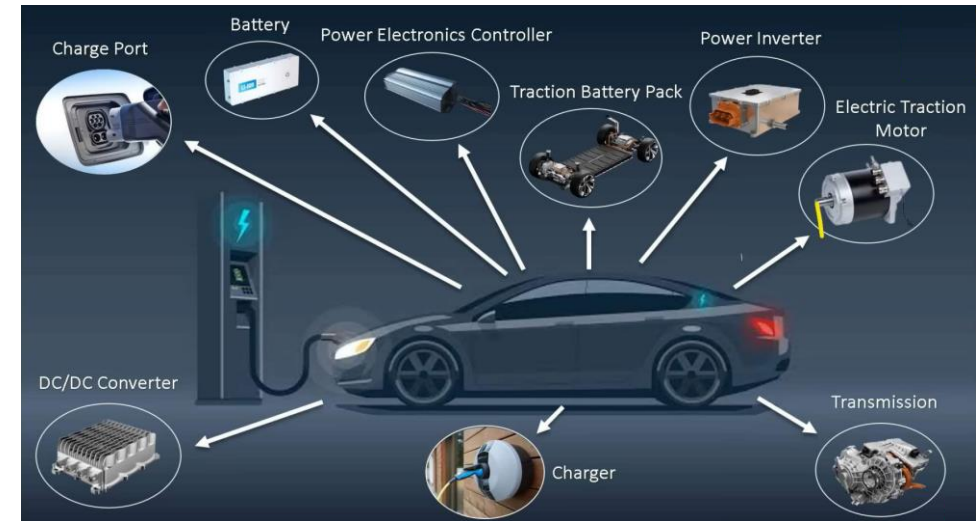 Battery
Charge Port
Power Electronics Controller
Power Inverter
Traction Battery Pack
Electric Traction
Motor
DC/DC Converter
Charger
Transmission